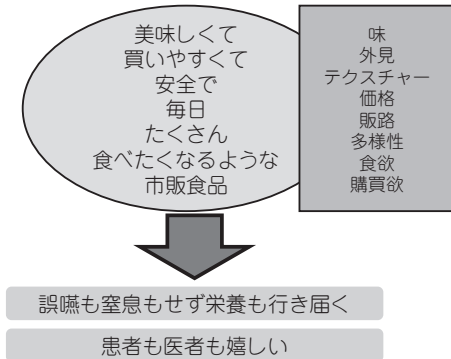 美味しくて
買いやすくて
安全で
毎日
たくさん
食べたくなるような
市販食品
味
外見
テクスチャー
価格
販路
多様性
食欲
購買欲
誤嚥も窒息もせず栄養も行き届く
患者も医者も嬉しい